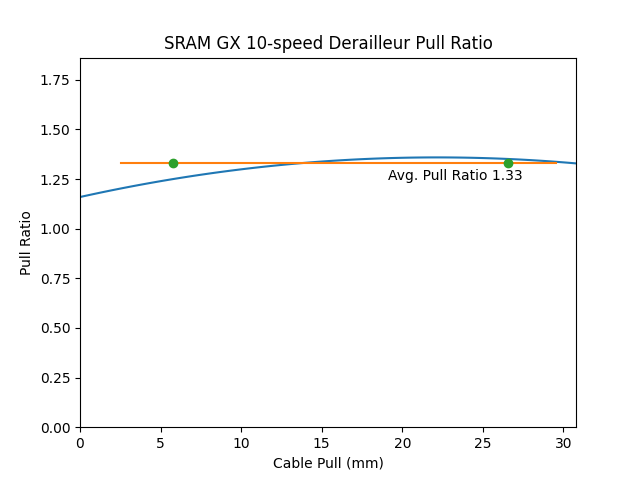 SRAM GX 10-speed Derailleur Pull Ratio
1.75
1.50
1.25
1.00
0.75
0.50
0.25
0.00
Pull Ratio
Avg. Pull Ratio 1.33
0 5 10 15 20 25 30
Cable Pull (mm)